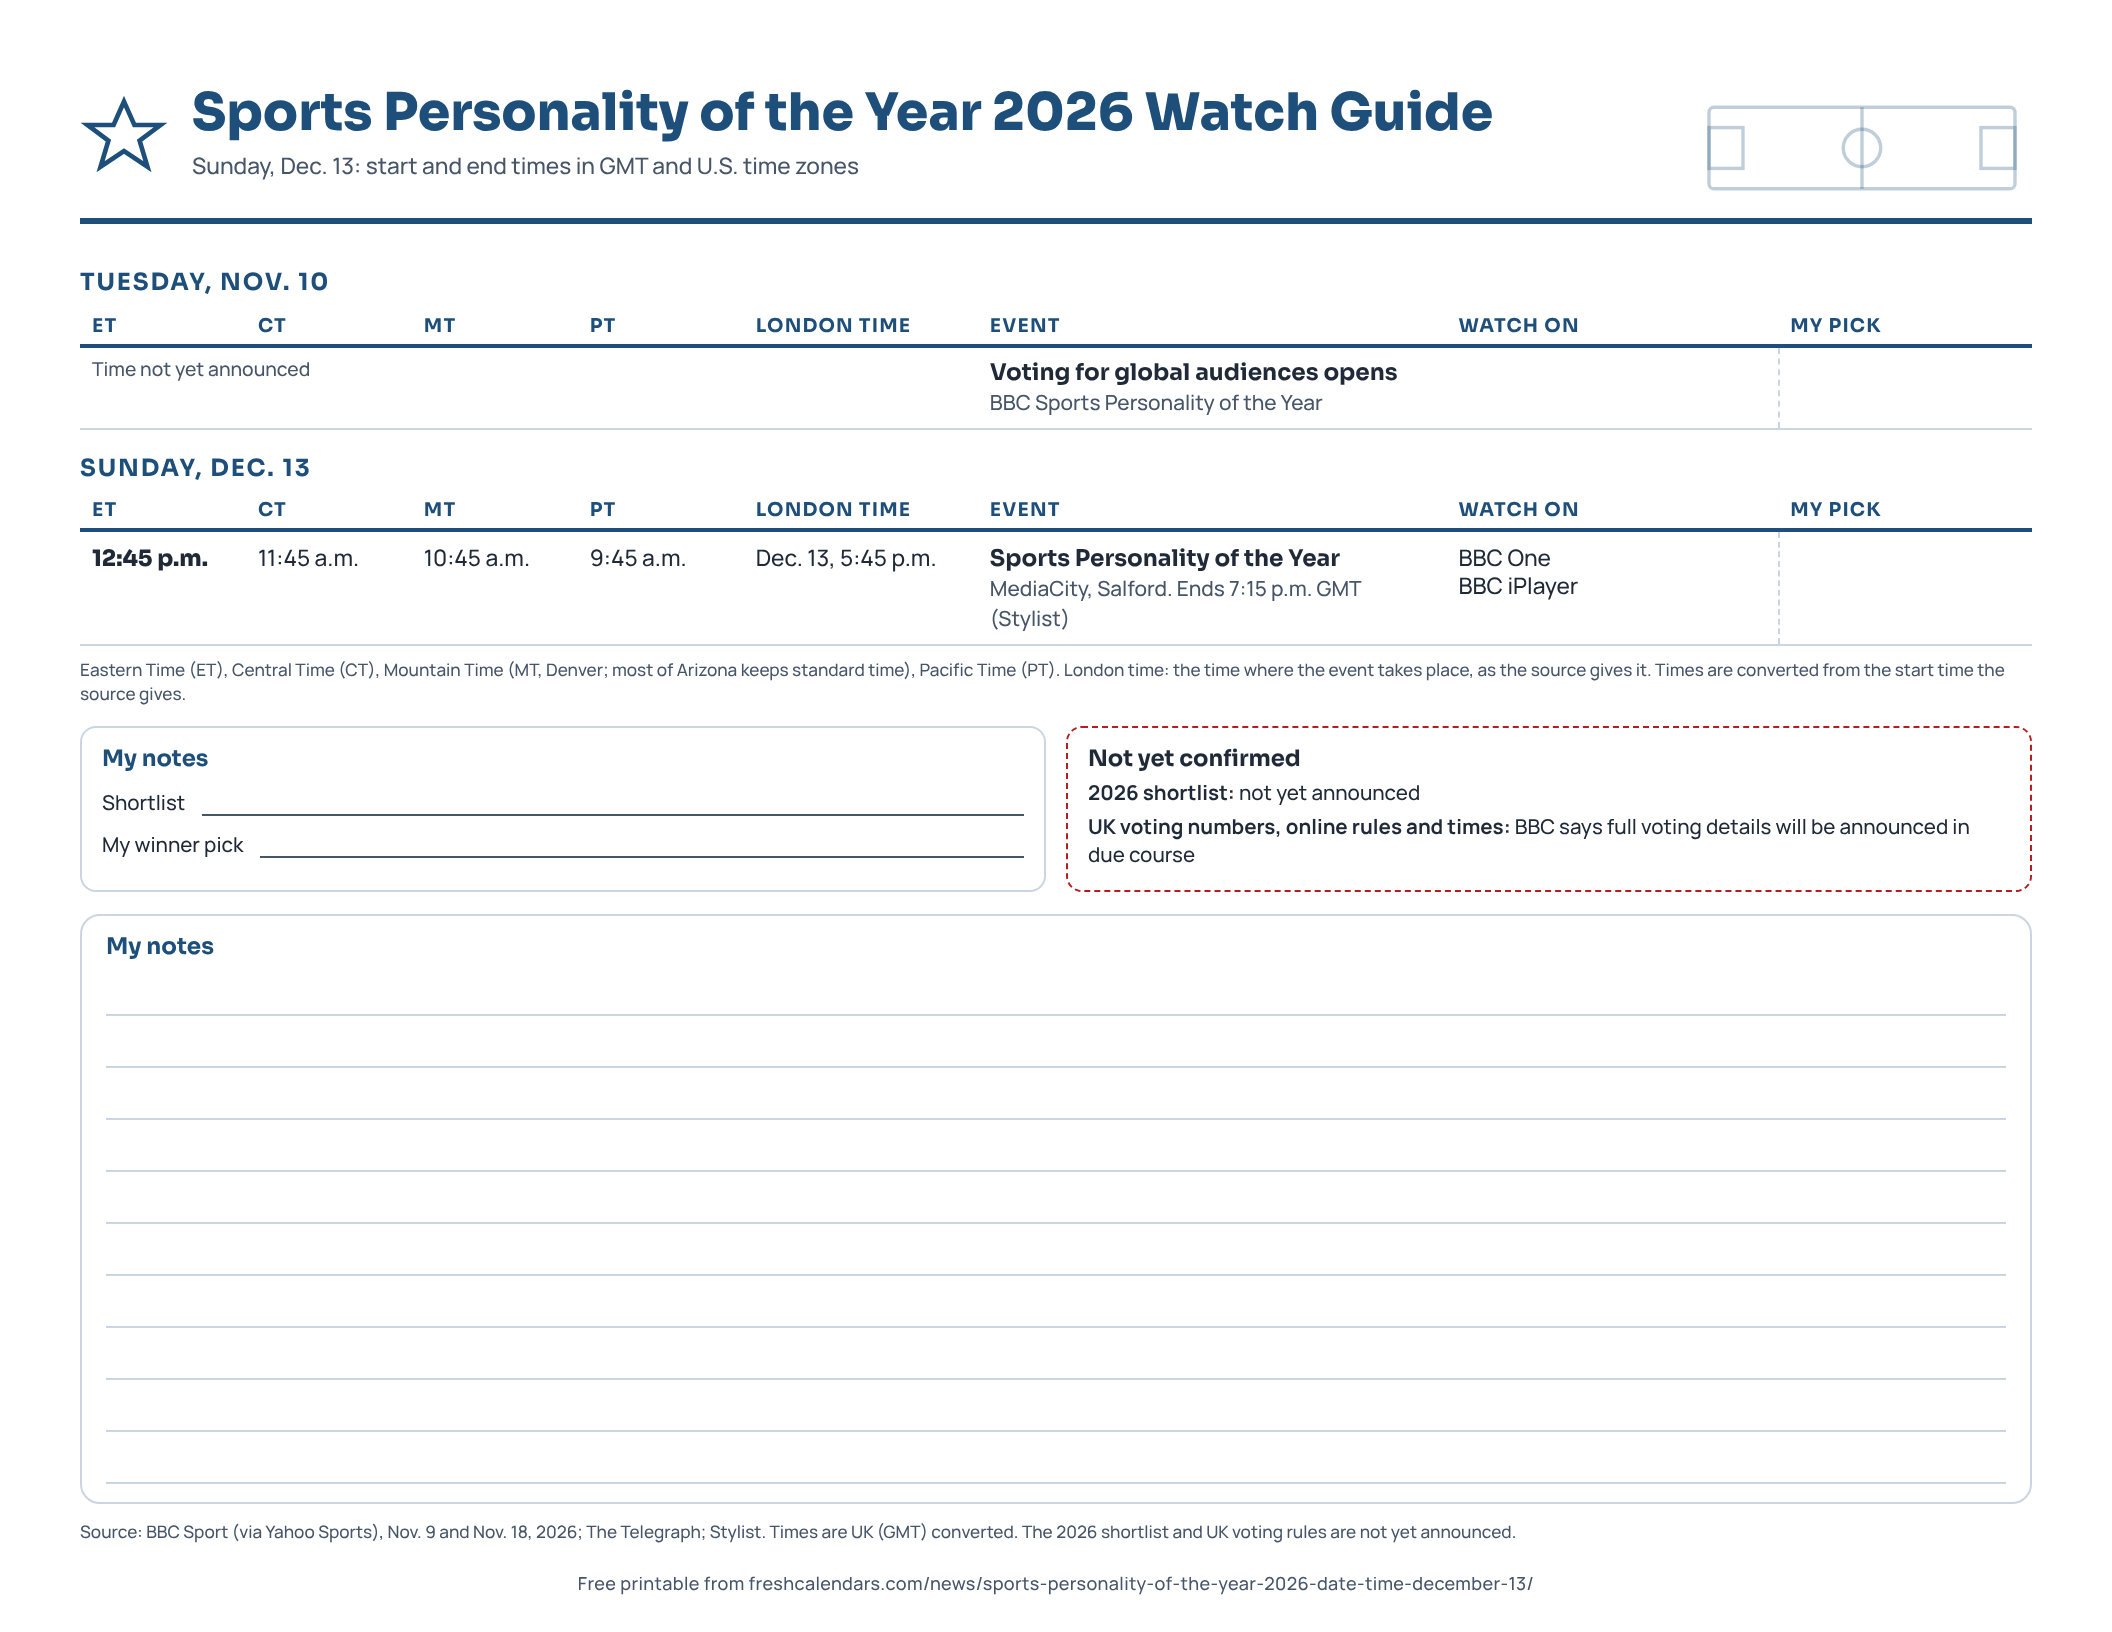 Sports Personality of the Year 2026 Watch Guide
Sunday, Dec. 13: start and end times in GMT and U.S. time zones
TUESDAY, NOV. 10
ET CT MT PT LONDON TIME EVENT WATCH ON MY PICK
Time not yet announced Voting for global audiences opens
BBC Sports Personality of the Year
SUNDAY, DEC. 13
ET CT MT PT LONDON TIME EVENT WATCH ON MY PICK
12:45 p.m. 11:45 a.m. 10:45 a.m. 9:45 a.m. Dec. 13, 5:45 p.m. Sports Personality of the Year BBC One
MediaCity, Salford. Ends 7:15 p.m. GMT BBC iPlayer
(Stylist)
Eastern Time (ET), Central Time (CT), Mountain Time (MT, Denver; most of Arizona keeps standard time), Pacific Time (PT). London time: the time where the event takes place, as the source gives it. Times are converted from the start time the
source gives.
My notes
Shortlist
My winner pick
Not yet confirmed
2026 shortlist: not yet announced
UK voting numbers, online rules and times: BBC says full voting details will be announced in
due course
My notes
Source: BBC Sport (via Yahoo Sports), Nov. 9 and Nov. 18, 2026; The Telegraph; Stylist. Times are UK (GMT) converted. The 2026 shortlist and UK voting rules are not yet announced.
Free printable from freshcalendars.com/news/sports-personality-of-the-year-2026-date-time-december-13/